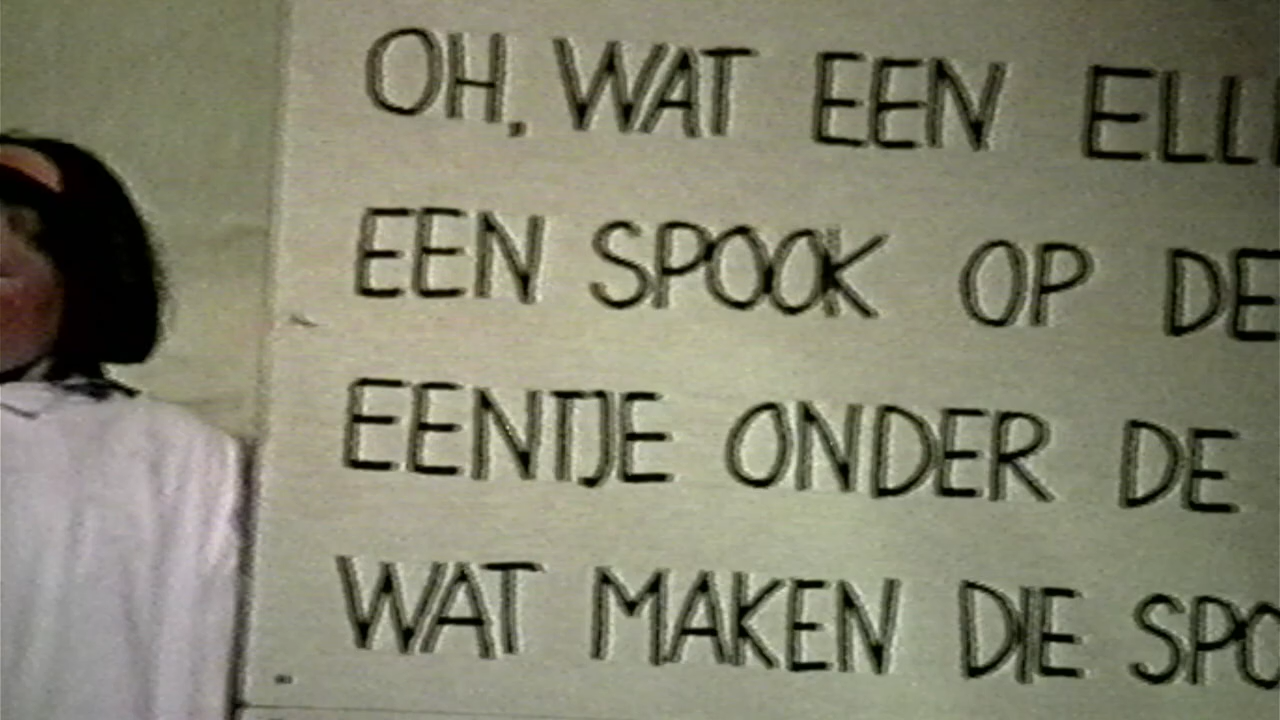 OH, WAT EEN ELL
EEN SPOOK OP DE
EENTJE ONDER DE
WAT MAKEN DIE SPO